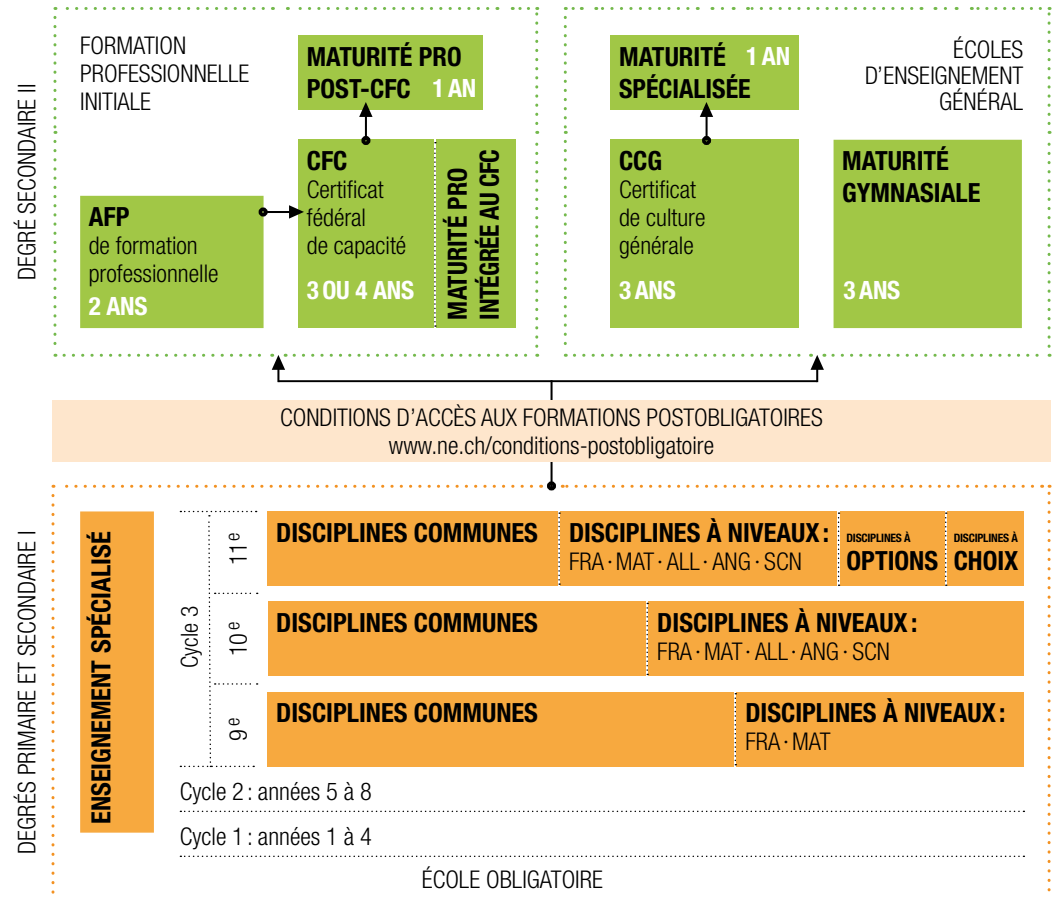 DEGRÉ SECONDAIRE II
FORMATION
PROFESSIONNELLE
INITIALE
MATURITÉ PRO
POST-CFC 1 AN
AFP
de formation
professionnelle
2 ANS
CFC
Certificat
fédéral
de capacité
3 OU 4 ANS
MATURITÉ PRO
INTÉGRÉE AU CFC
MATURITÉ 1 AN
SPÉCIALISÉE
ÉCOLES
D'ENSEIGNEMENT
GÉNÉRAL
CCG
Certificat
de culture
générale
3 ANS
MATURITÉ
GYMNASIALE
3 ANS
CONDITIONS D'ACCÈS AUX FORMATIONS POSTOBLIGATOIRES
www.ne.ch/conditions-postobligatoire
DEGRÉS PRIMAIRE ET SECONDAIRE I
ENSEIGNEMENT SPÉCIALISÉ
Cycle 3
11e
DISCIPLINES COMMUNES
DISCIPLINES À NIVEAUX :
FRA · MAT · ALL · ANG · SCN
DISCIPLINES À
OPTIONS
DISCIPLINES À
CHOIX
10e
DISCIPLINES COMMUNES
DISCIPLINES À NIVEAUX :
FRA · MAT · ALL · ANG · SCN
9e
DISCIPLINES COMMUNES
DISCIPLINES À NIVEAUX :
FRA · MAT
Cycle 2 : années 5 à 8
Cycle 1 : années 1 à 4
ÉCOLE OBLIGATOIRE